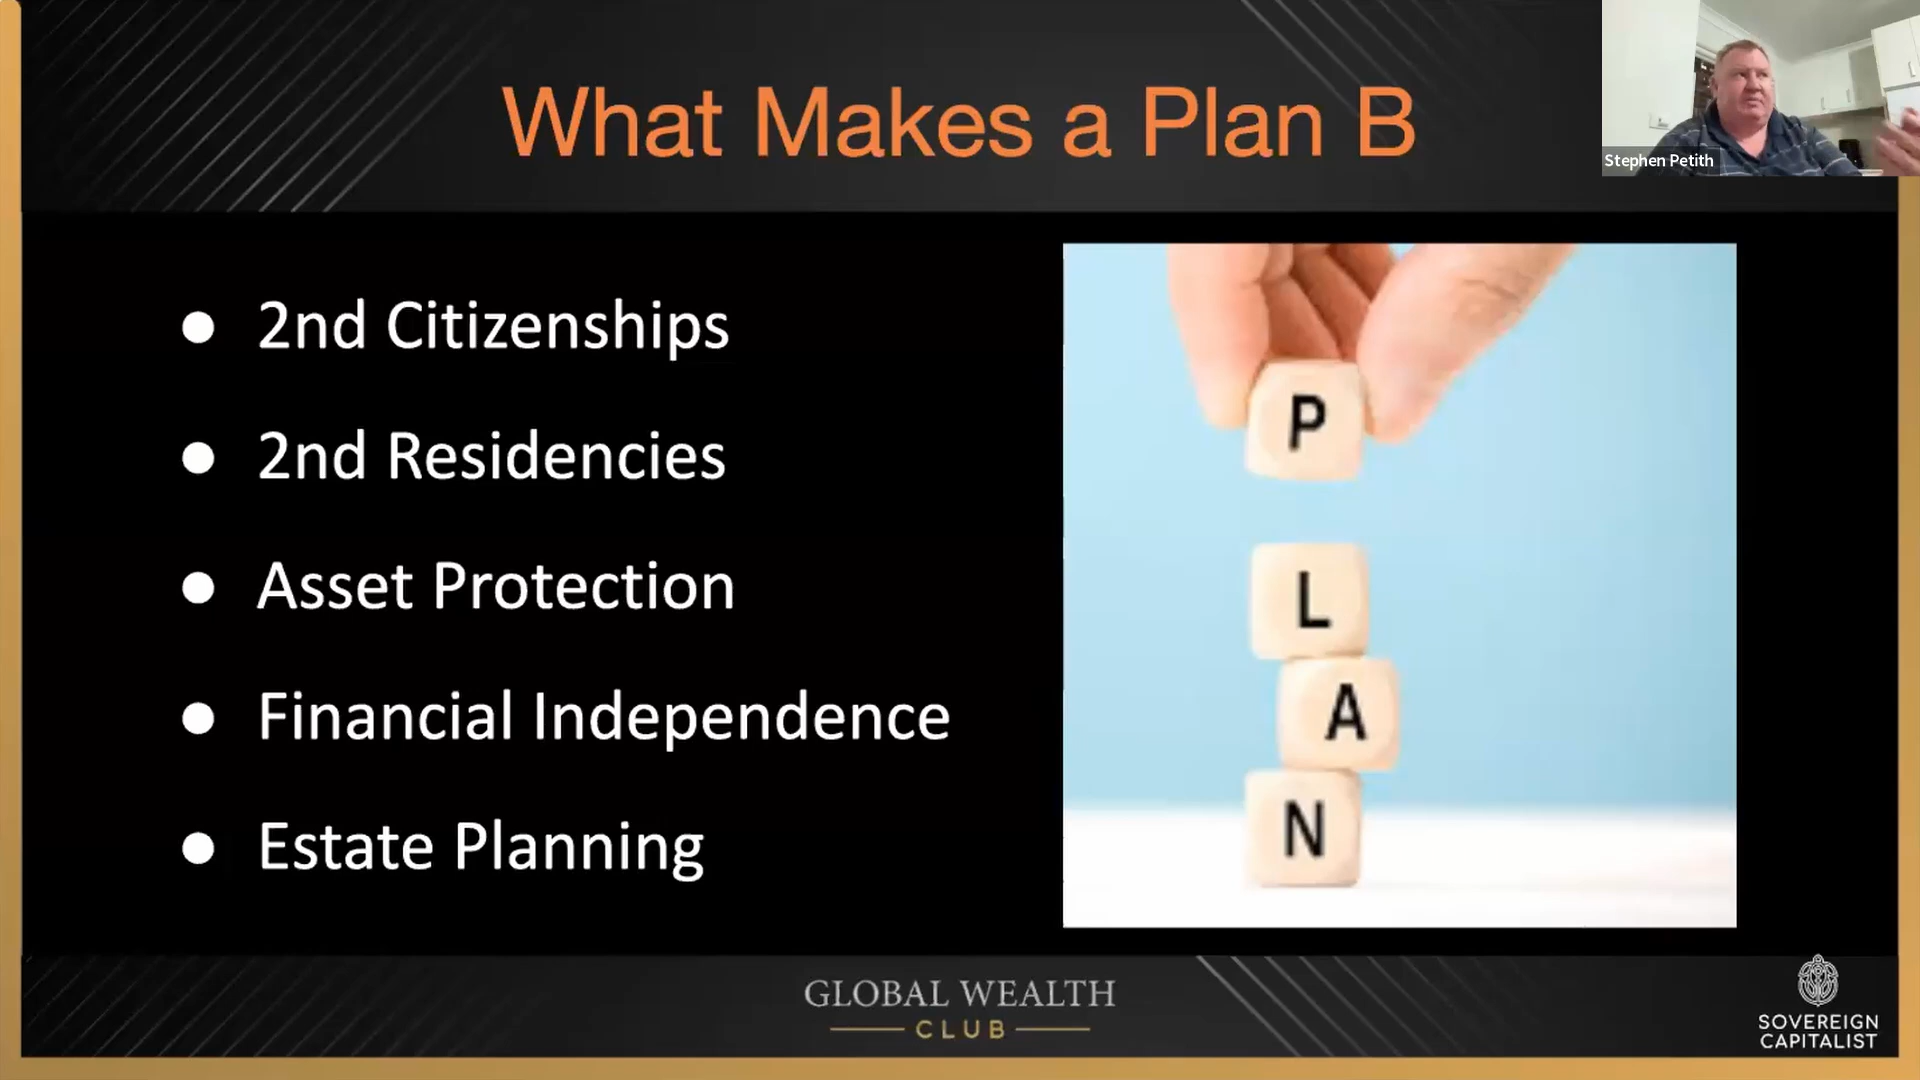 What Makes a Plan B
Stephen Petith
● 2nd Citizenships
● 2nd Residencies
● Asset Protection
● Financial Independence
● Estate Planning
P
L
A
N
GLOBAL WEALTH
CLUB
SOVEREIGN
CAPITALIST